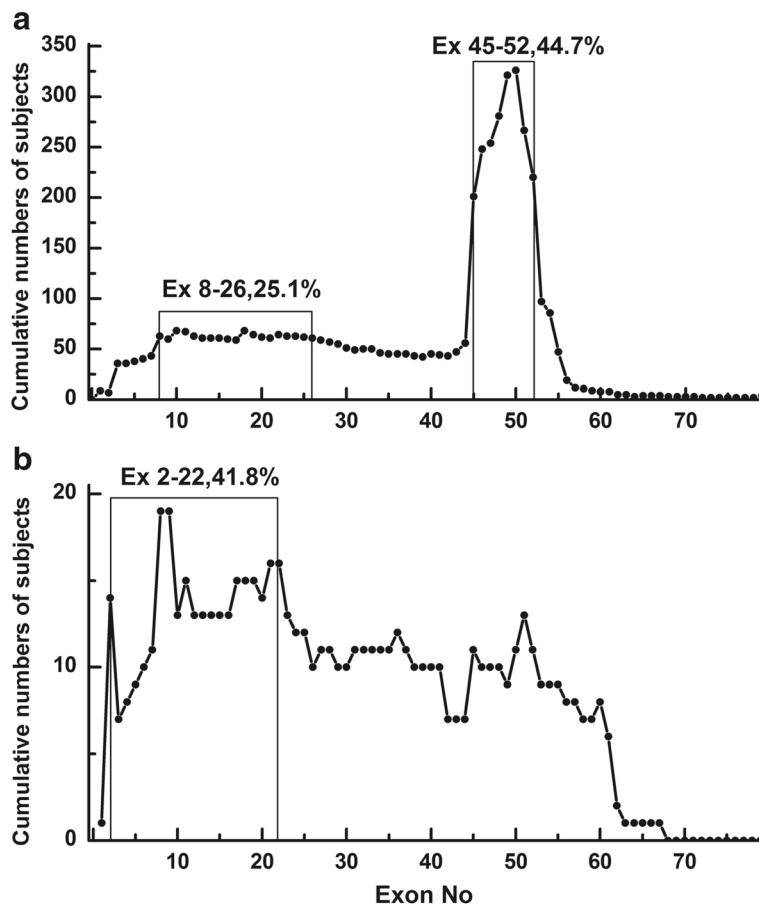 a
Cumulative numbers of subjects
350
300
250
200
150
100
50
0
Ex 45-52,44.7%
Ex 8-26,25.1%
10 20 30 40 50 60 70
b
Cumulative numbers of subjects
20
10
0
Ex 2-22,41.8%
10 20 30 40 50 60 70
Exon No